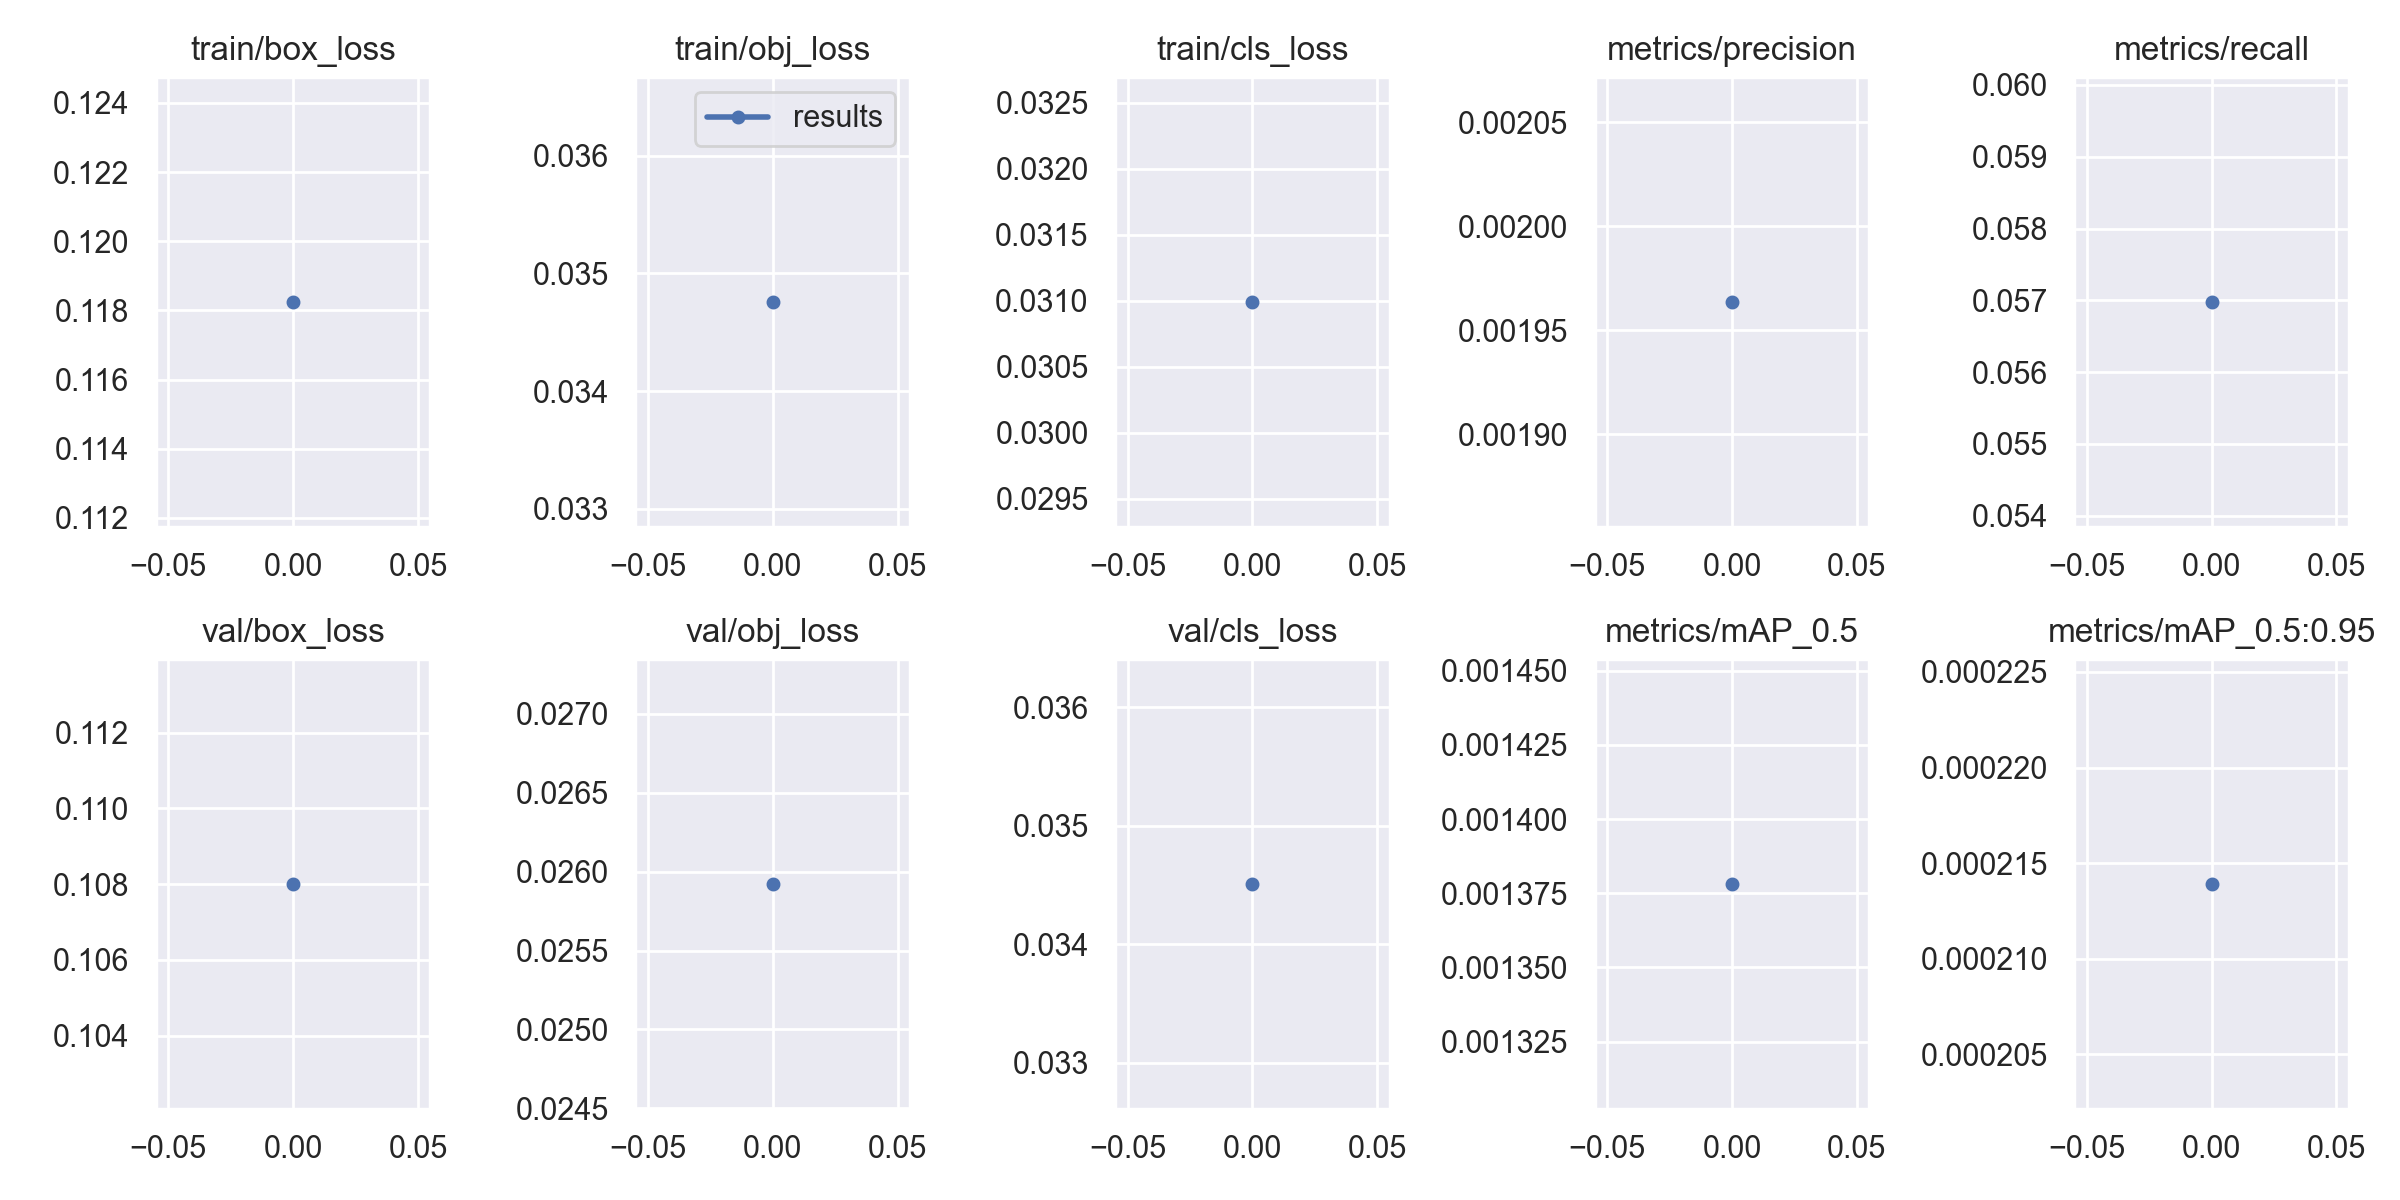 train/box_loss
0.124
0.122
0.120
0.118
0.116
0.114
0.112
−0.05 0.00 0.05
train/obj_loss
results
0.036
0.035
0.034
0.033
−0.05 0.00 0.05
train/cls_loss
0.0325
0.0320
0.0315
0.0310
0.0305
0.0300
0.0295
−0.05 0.00 0.05
metrics/precision
0.00205
0.00200
0.00195
0.00190
−0.05 0.00 0.05
metrics/recall
0.060
0.059
0.058
0.057
0.056
0.055
0.054
−0.05 0.00 0.05
val/box_loss
0.112
0.110
0.108
0.106
0.104
−0.05 0.00 0.05
val/obj_loss
0.0270
0.0265
0.0260
0.0255
0.0250
0.0245
−0.05 0.00 0.05
val/cls_loss
0.036
0.035
0.034
0.033
−0.05 0.00 0.05
metrics/mAP_0.5
0.001450
0.001425
0.001400
0.001375
0.001350
0.001325
−0.05 0.00 0.05
metrics/mAP_0.5:0.95
0.000225
0.000220
0.000215
0.000210
0.000205
−0.05 0.00 0.05